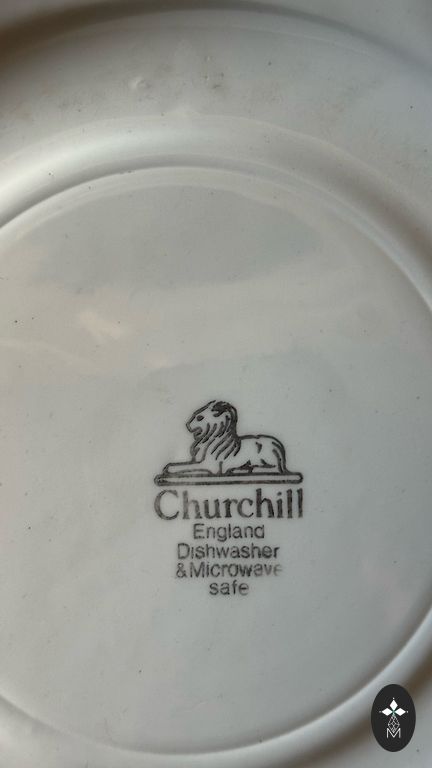 Churchill
England
Dishwasher
&Microwave
safe